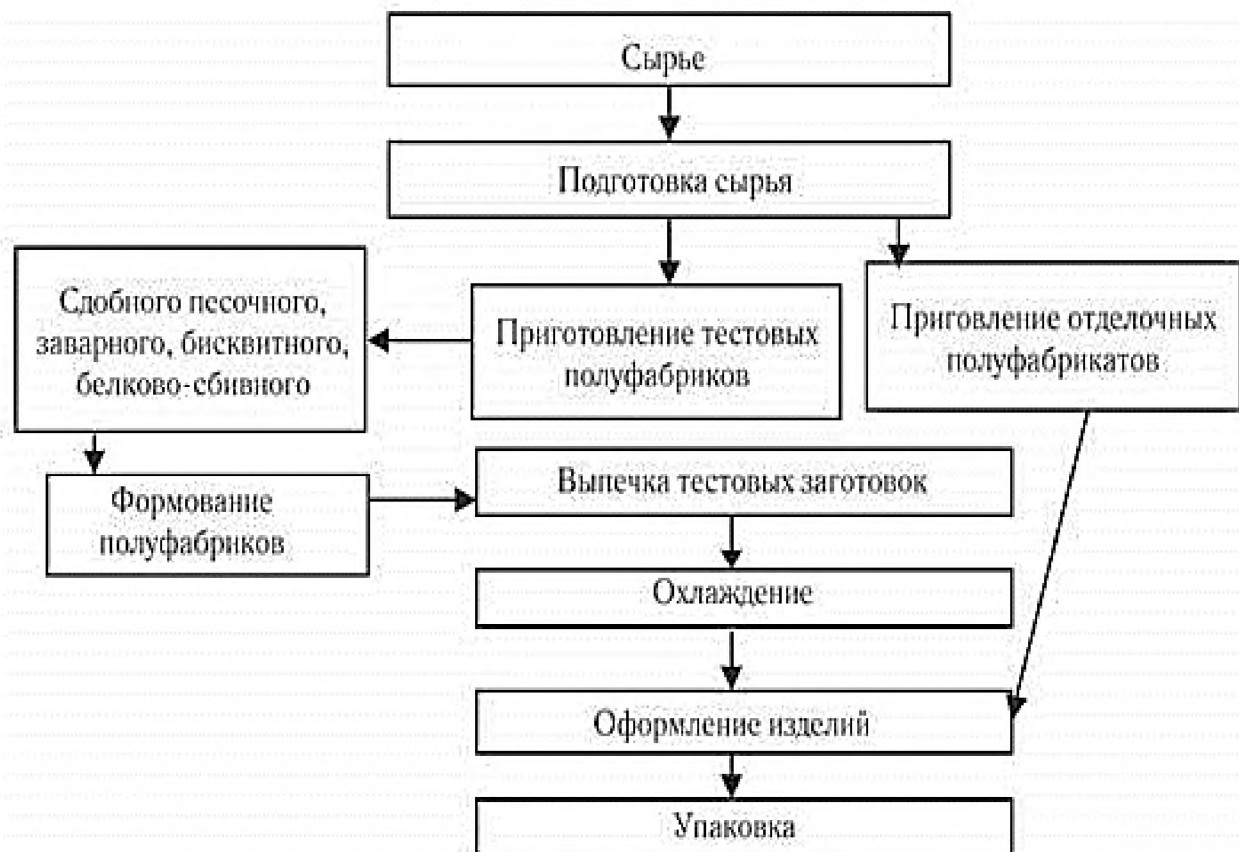 Сырье
Подготовка сырья
Сдобного песочного,
заварного, бисквитного,
белково-сбивного
Приготовление тестовых
полуфабриков
Приговление отделочных
полуфабрикатов
Формование
полуфабриков
Выпечка тестовых заготовок
Охлаждение
Оформление изделий
Упаковка